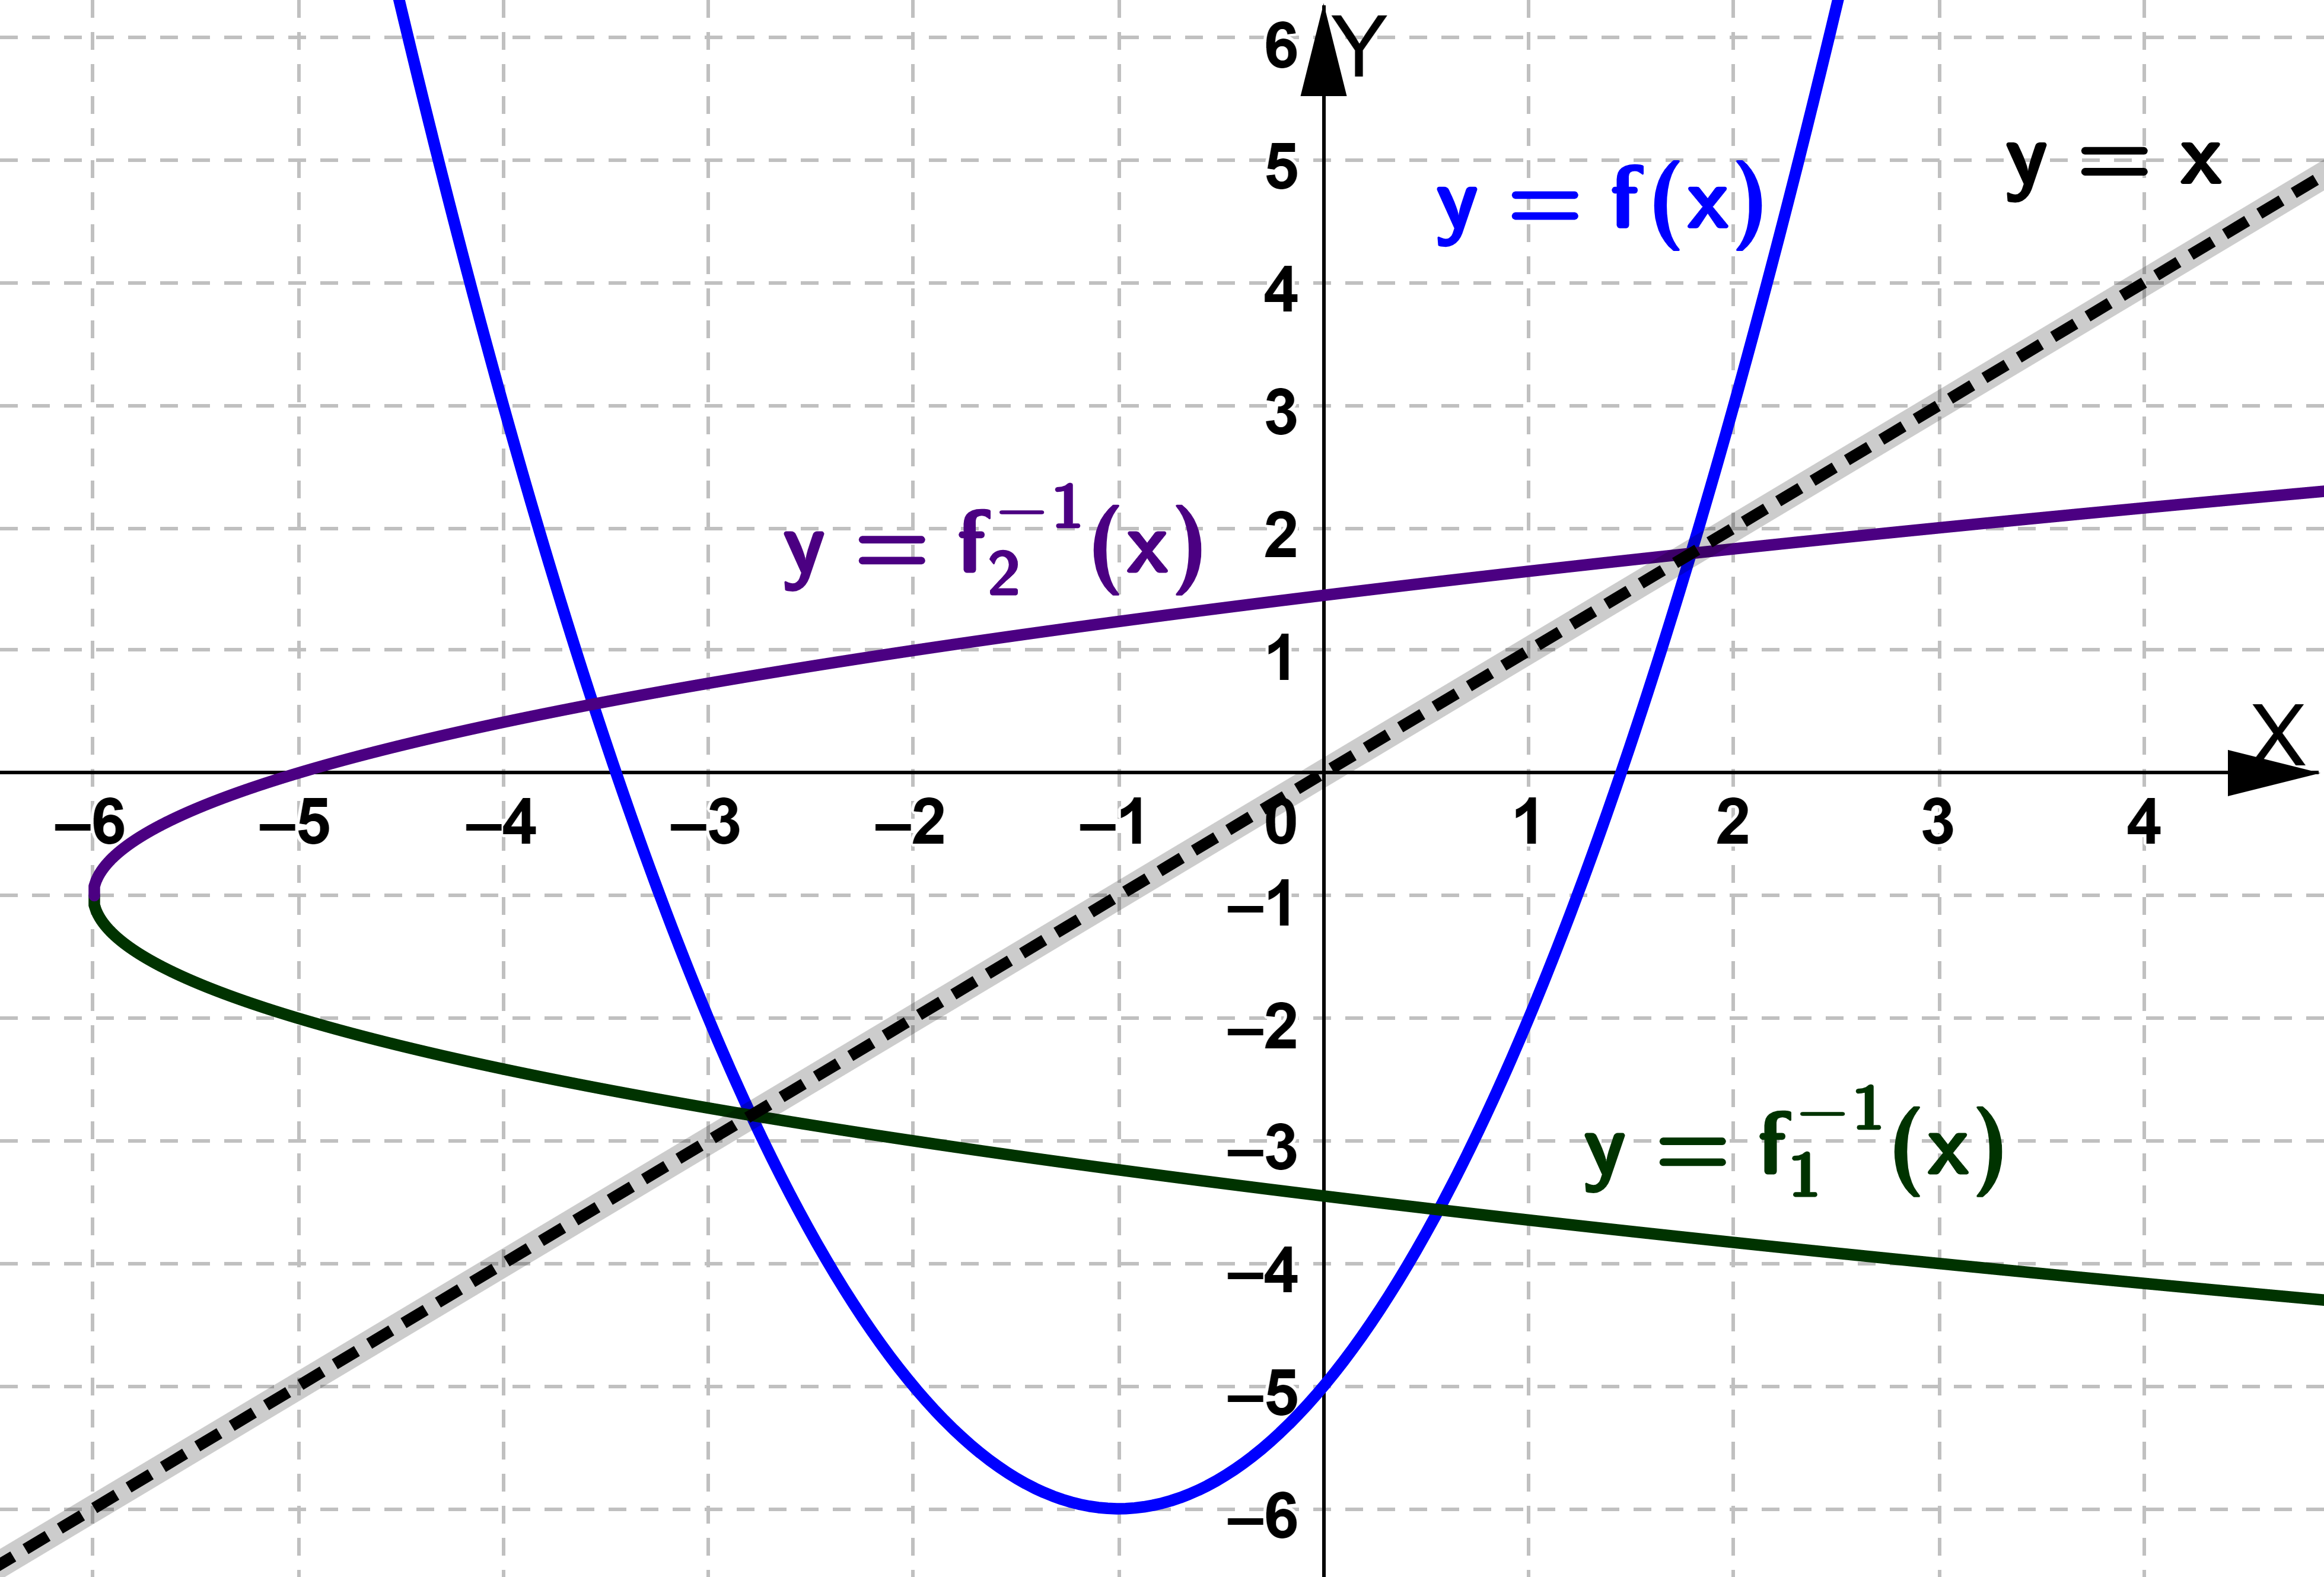 Y
6
5
y = x
y = f(x)
4
3
y = f₂⁻¹(x)
2
1
X
–6 –5 –4 –3 –2 –1 0 1 2 3 4
–1
–2
y = f₁⁻¹(x)
–3
–4
–5
–6